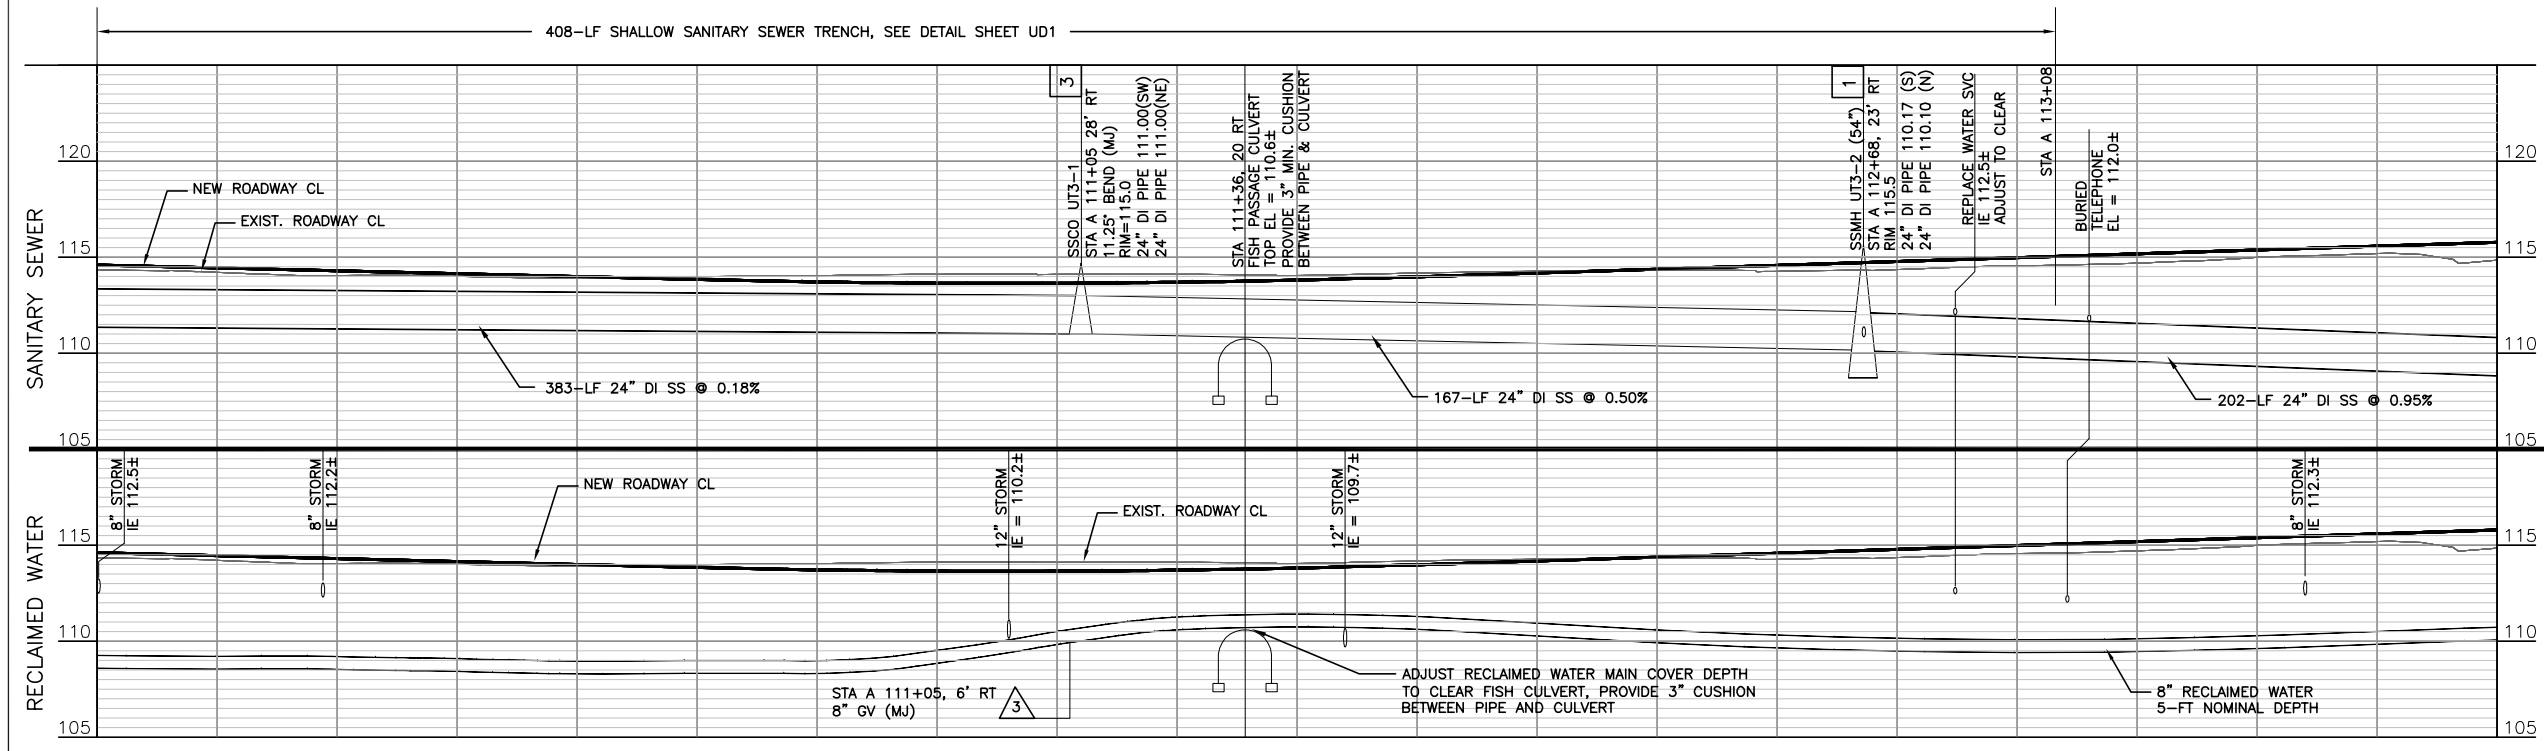 408-LF SHALLOW SANITARY SEWER TRENCH, SEE DETAIL SHEET UD1
SANITARY SEWER
120
115
110
105
120
115
110
105
NEW ROADWAY CL
EXIST. ROADWAY CL
3
SSCO UT3-1
STA A 111+05 28' RT
11.25° BEND (MJ)
RIM=115.0
24" DI PIPE 111.00(SW)
24" DI PIPE 111.00(NE)
STA 111+36, 20 RT
FISH PASSAGE CULVERT
TOP EL = 110.6±
PROVIDE 3" MIN. CUSHION
BETWEEN PIPE & CULVERT
1
SSMH UT3-2 (54")
STA A 112+68, 23' RT
RIM 115.5
24" DI PIPE 110.17 (S)
24" DI PIPE 110.10 (N)
REPLACE WATER SVC
IE 112.5±
ADJUST TO CLEAR
STA A 113+08
BURIED
TELEPHONE
EL = 112.0±
383-LF 24" DI SS @ 0.18%
167-LF 24" DI SS @ 0.50%
202-LF 24" DI SS @ 0.95%
RECLAIMED WATER
115
110
105
115
110
105
8" STORM
IE 112.5±
8" STORM
IE 112.2±
NEW ROADWAY CL
12" STORM
IE = 110.2±
EXIST. ROADWAY CL
12" STORM
IE = 109.7±
8" STORM
IE 112.3±
STA A 111+05, 6' RT
8" GV (MJ)
3
ADJUST RECLAIMED WATER MAIN COVER DEPTH
TO CLEAR FISH CULVERT, PROVIDE 3" CUSHION
BETWEEN PIPE AND CULVERT
8" RECLAIMED WATER
5-FT NOMINAL DEPTH